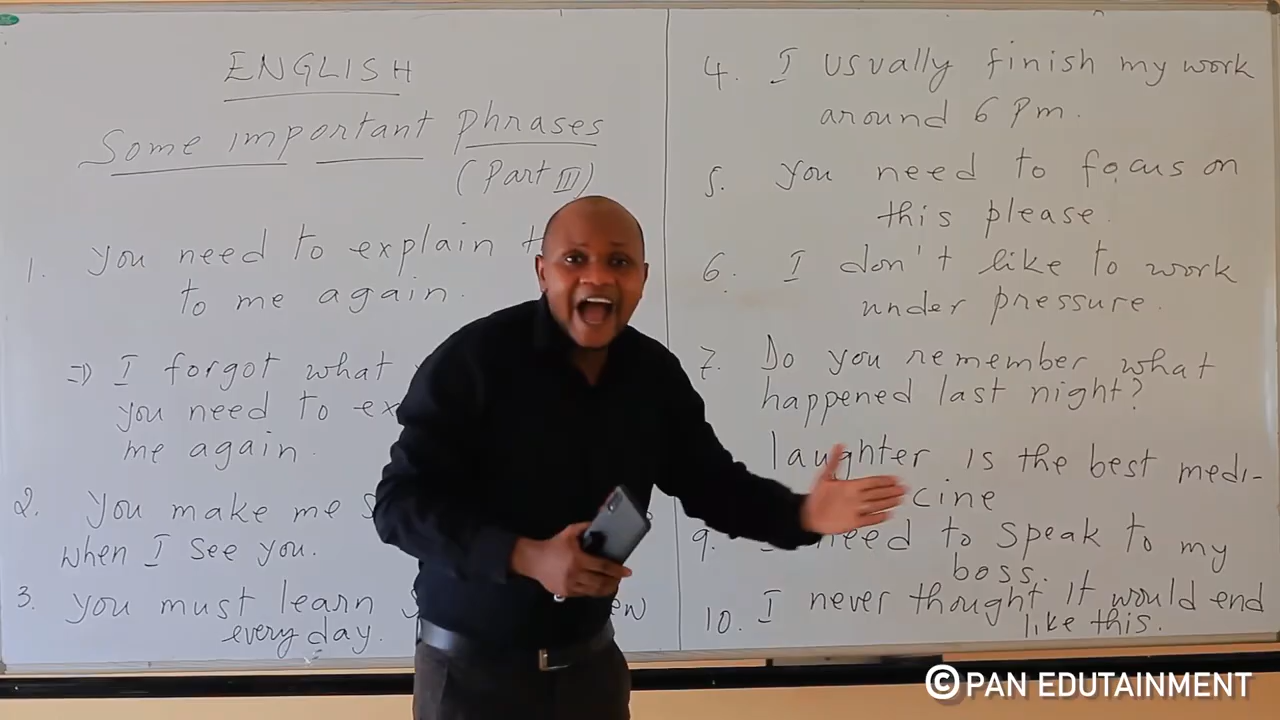 ENGLISH
Some important phrases
(Part III)
1. you need to explain
to me again.
=> I forgot what
you need to
me again.
2. You make me
when I see you.
3. you must learn
every day.
4. I usually finish my work
around 6 pm.
5. you need to focus on
this please.
6. I don't like to work
under pressure.
7. Do you remember what
happened last night?
laughter is the best medi-
cine
9. need to speak to my
boss.
10. I never thought it would end
like this.
© PAN EDUTAINMENT